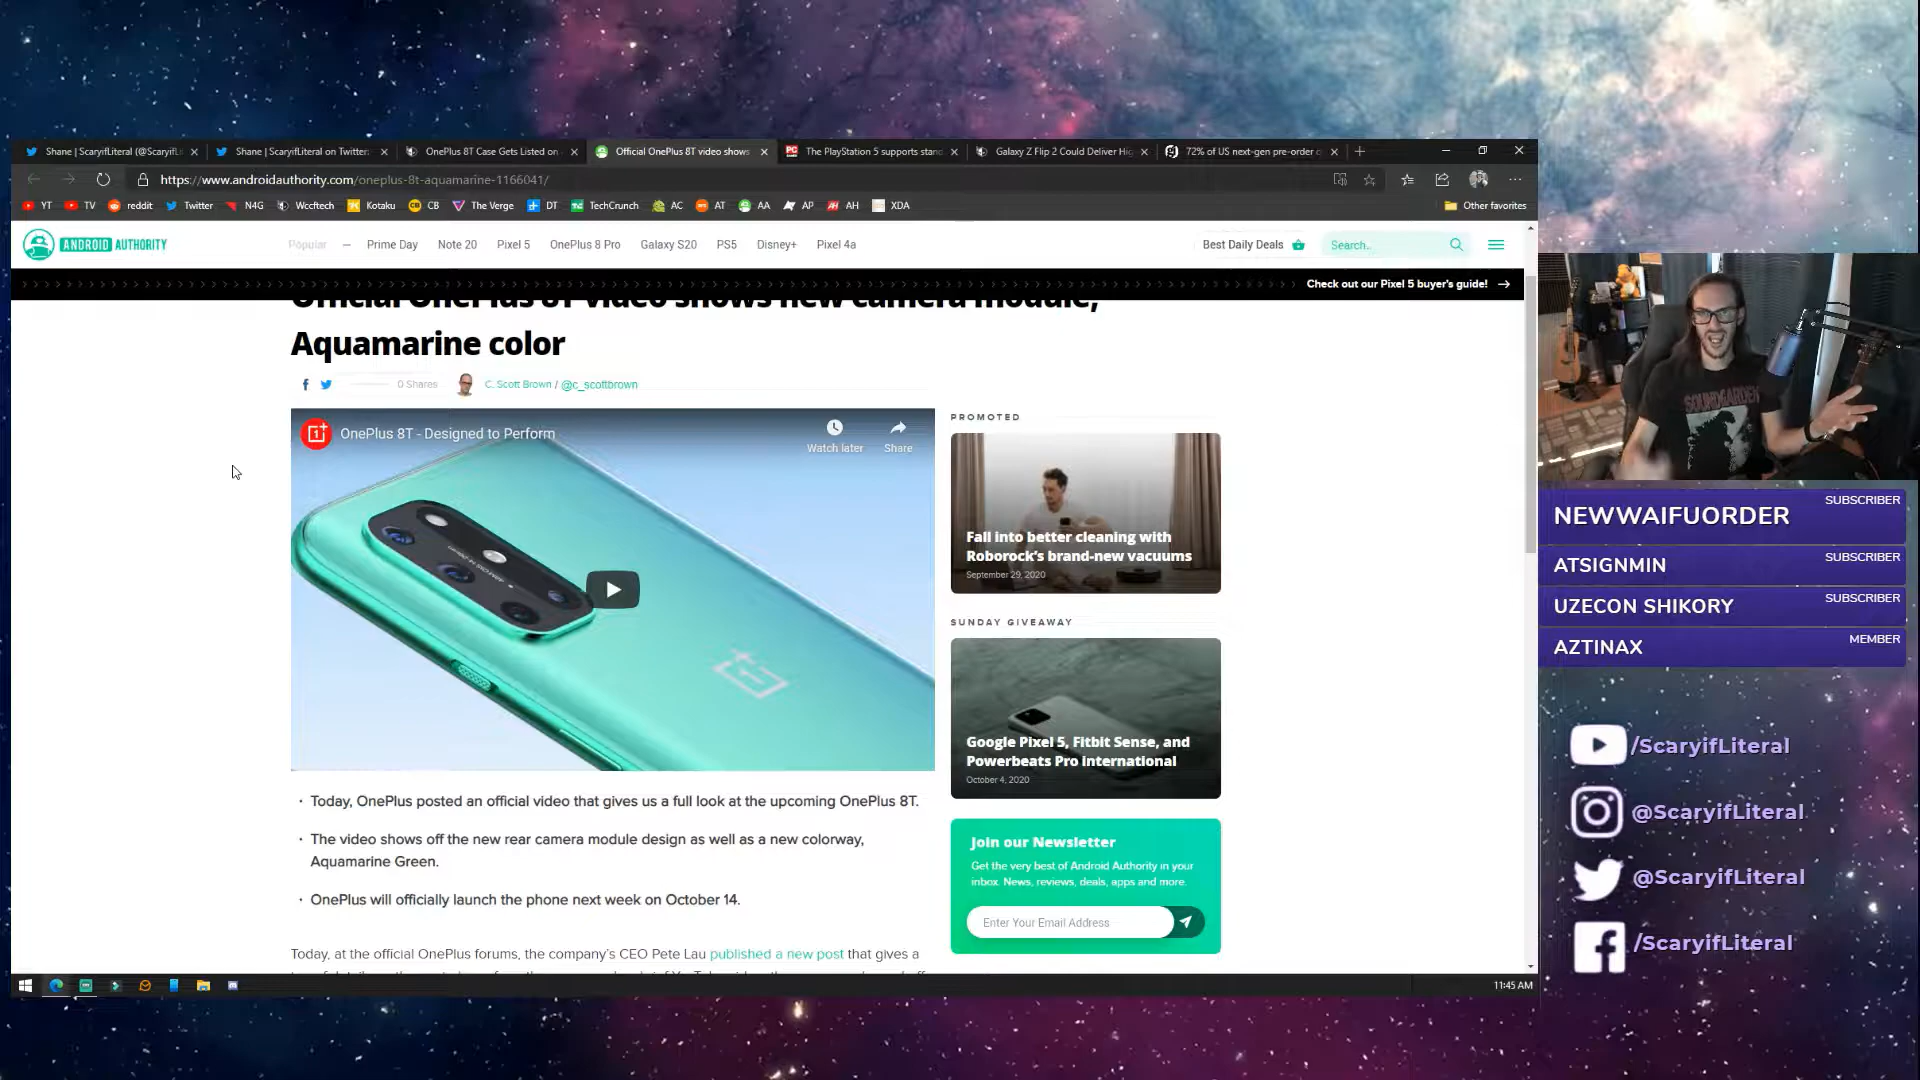 Shane | ScaryifLiteral (@ScaryifL
Shane | ScaryifLiteral on Twitter:
OnePlus 8T Case Gets Listed on
Official OnePlus 8T video shows
The PlayStation 5 supports stand
Galaxy Z Flip 2 Could Deliver Hig
72% of US next-gen pre-order c
https://www.androidauthority.com/oneplus-8t-aquamarine-1166041/
YT TV reddit Twitter N4G Wccftech Kotaku CB The Verge DT TechCrunch AC AT AA AP AH XDA Other favorites
ANDROID AUTHORITY
Popular — Prime Day Note 20 Pixel 5 OnePlus 8 Pro Galaxy S20 PS5 Disney+ Pixel 4a
Best Daily Deals
Search..
Check out our Pixel 5 buyer's guide! →
Official OnePlus 8T video shows new camera module,
Aquamarine color
0 Shares
C. Scott Brown / @c_scottbrown
OnePlus 8T - Designed to Perform
Watch later
Share
PROMOTED
Fall into better cleaning with
Roborock's brand-new vacuums
September 29, 2020
SUNDAY GIVEAWAY
Google Pixel 5, Fitbit Sense, and
Powerbeats Pro international
October 4, 2020
Join our Newsletter
Get the very best of Android Authority in your
inbox. News, reviews, deals, apps and more.
Enter Your Email Address
· Today, OnePlus posted an official video that gives us a full look at the upcoming OnePlus 8T.
· The video shows off the new rear camera module design as well as a new colorway,
Aquamarine Green.
· OnePlus will officially launch the phone next week on October 14.
Today, at the official OnePlus forums, the company's CEO Pete Lau published a new post that gives a
11:45 AM
SOUNDGARDEN
NEWWAIFUORDER SUBSCRIBER
ATSIGNMIN SUBSCRIBER
UZECON SHIKORY SUBSCRIBER
AZTINAX MEMBER
/ScaryifLiteral
@ScaryifLiteral
@ScaryifLiteral
/ScaryifLiteral